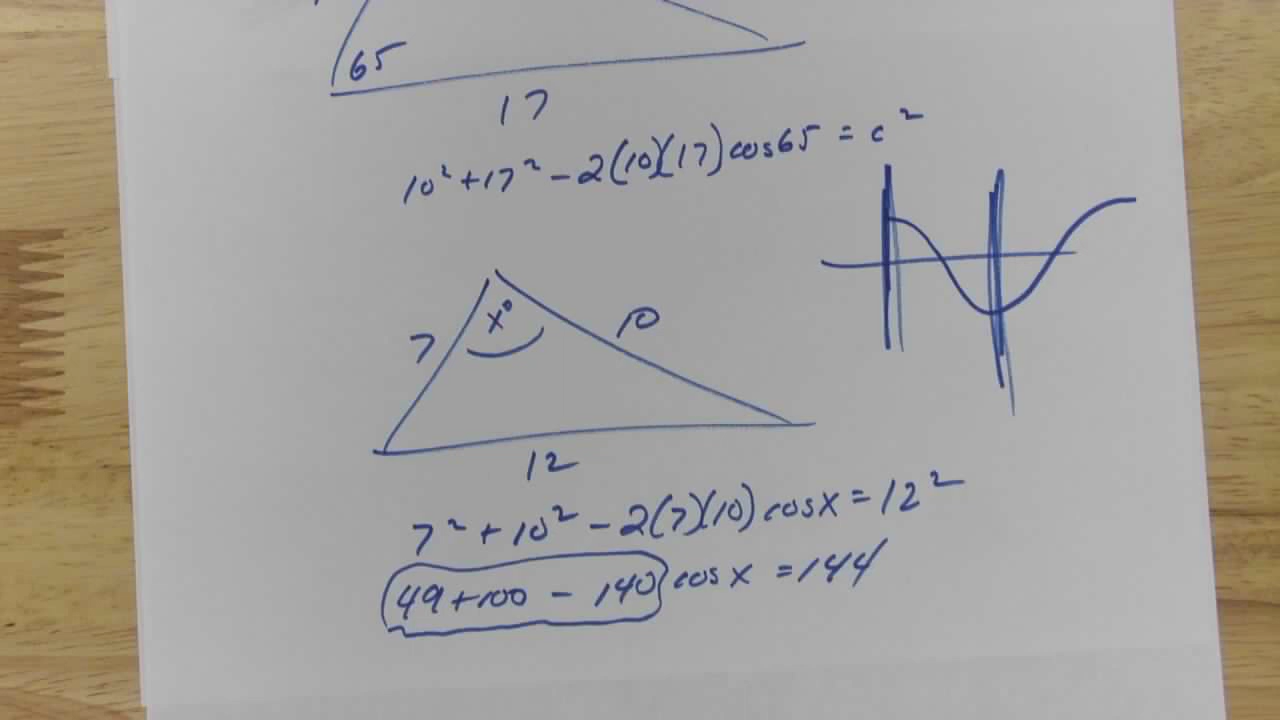 65
17
10² + 17² - 2(10)(17) cos65 = c²
x°
7
10
12
7² + 10² - 2(7)(10) cosx = 12²
49 + 100 - 140 cos x = 144